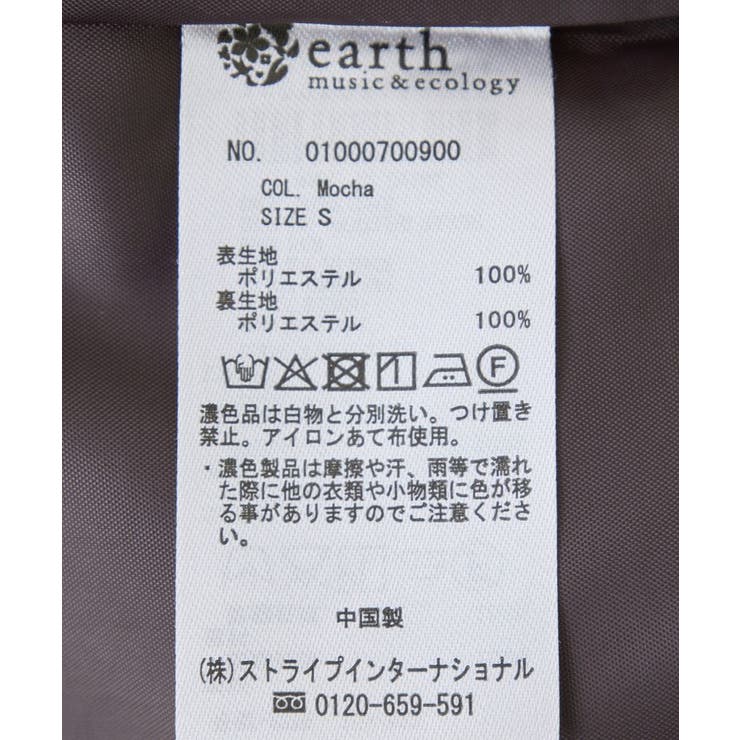 earth
music&ecology
NO. 01000700900
COL. Mocha
SIZE S
表生地
ポリエステル 100%
裏生地
ポリエステル 100%
F
濃色品は白物と分別洗い。つけ置き
禁止。アイロンあて布使用。
・濃色製品は摩擦や汗、雨等で濡れ
た際に他の衣類や小物類に色が移
る事がありますのでご注意くださ
い。
中国製
(株)ストライプインターナショナル
0120-659-591